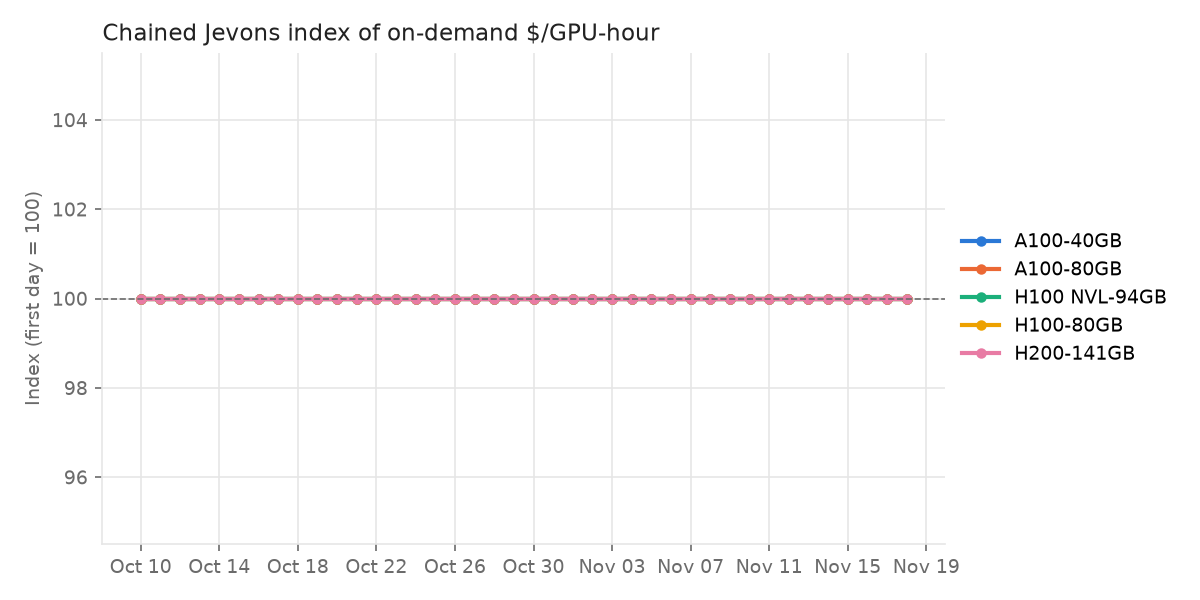 Chained Jevons index of on-demand $/GPU-hour
Index (first day = 100)
104
102
100
98
96
Oct 10 Oct 14 Oct 18 Oct 22 Oct 26 Oct 30 Nov 03 Nov 07 Nov 11 Nov 15 Nov 19
A100-40GB
A100-80GB
H100 NVL-94GB
H100-80GB
H200-141GB